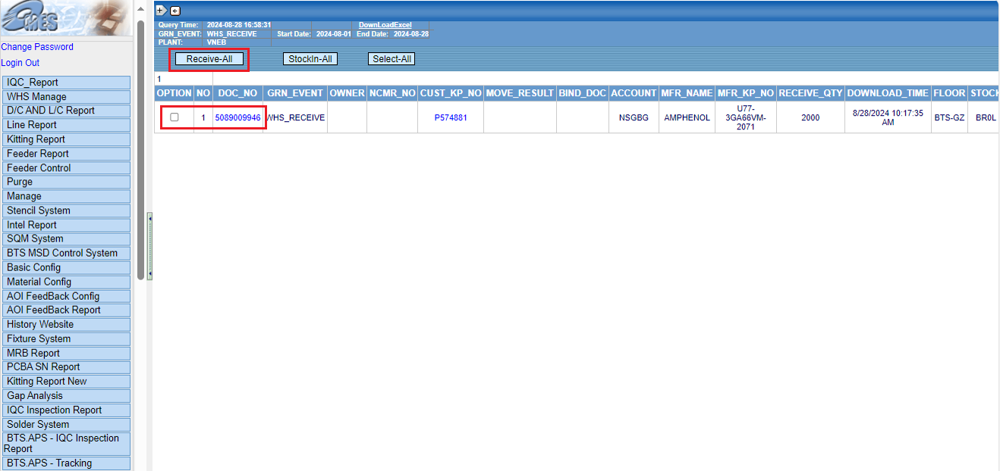 MES
Change Password
Login Out
IQC_Report
WHS Manage
D/C AND L/C Report
Line Report
Kitting Report
Feeder Report
Feeder Control
Purge
Manage
Stencil System
Intel Report
SQM System
BTS MSD Control System
Basic Config
Material Config
AOI FeedBack Config
AOI FeedBack Report
History Website
Fixture System
MRB Report
PCBA SN Report
Kitting Report New
Gap Analysis
IQC Inspection Report
Solder System
BTS.APS - IQC Inspection
Report
BTS.APS - Tracking
Query Time: 2024-08-28 16:58:31 DownLoadExcel
GRN_EVENT: WHS_RECEIVE Start Date: 2024-08-01 End Date: 2024-08-28
PLANT: VNEB
Receive-All StockIn-All Select-All
1
OPTION NO DOC_NO GRN_EVENT OWNER NCMR_NO CUST_KP_NO MOVE_RESULT BIND_DOC ACCOUNT MFR_NAME MFR_KP_NO RECEIVE_QTY DOWNLOAD_TIME FLOOR STOCK
1 5089009946 WHS_RECEIVE P574881 NSGBG AMPHENOL U77-
3GA66VM-
2071 2000 8/28/2024 10:17:35
AM BTS-GZ BR0L